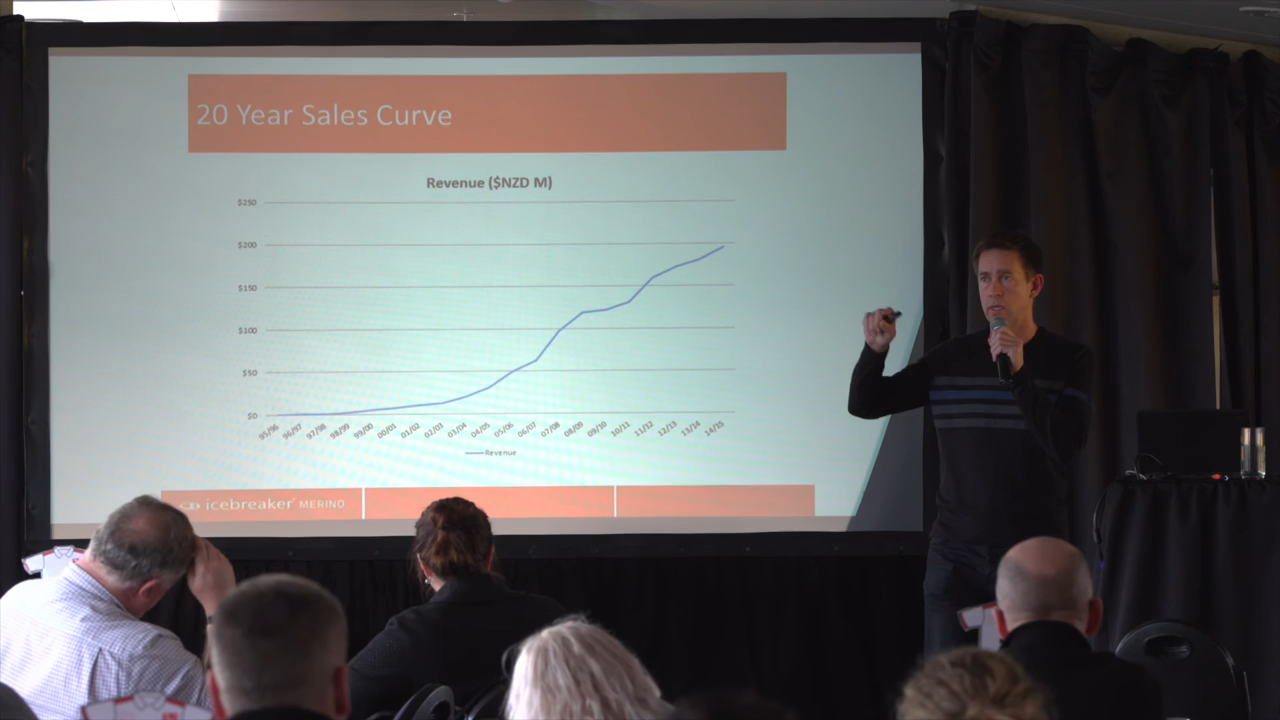 20 Year Sales Curve
Revenue ($NZD M)
$250
$200
$150
$100
$50
$0
95/96 96/97 97/98 98/99 99/00 00/01 01/02 02/03 03/04 04/05 05/06 06/07 07/08 08/09 09/10 10/11 11/12 12/13 13/14 14/15
Revenue
icebreaker MERINO